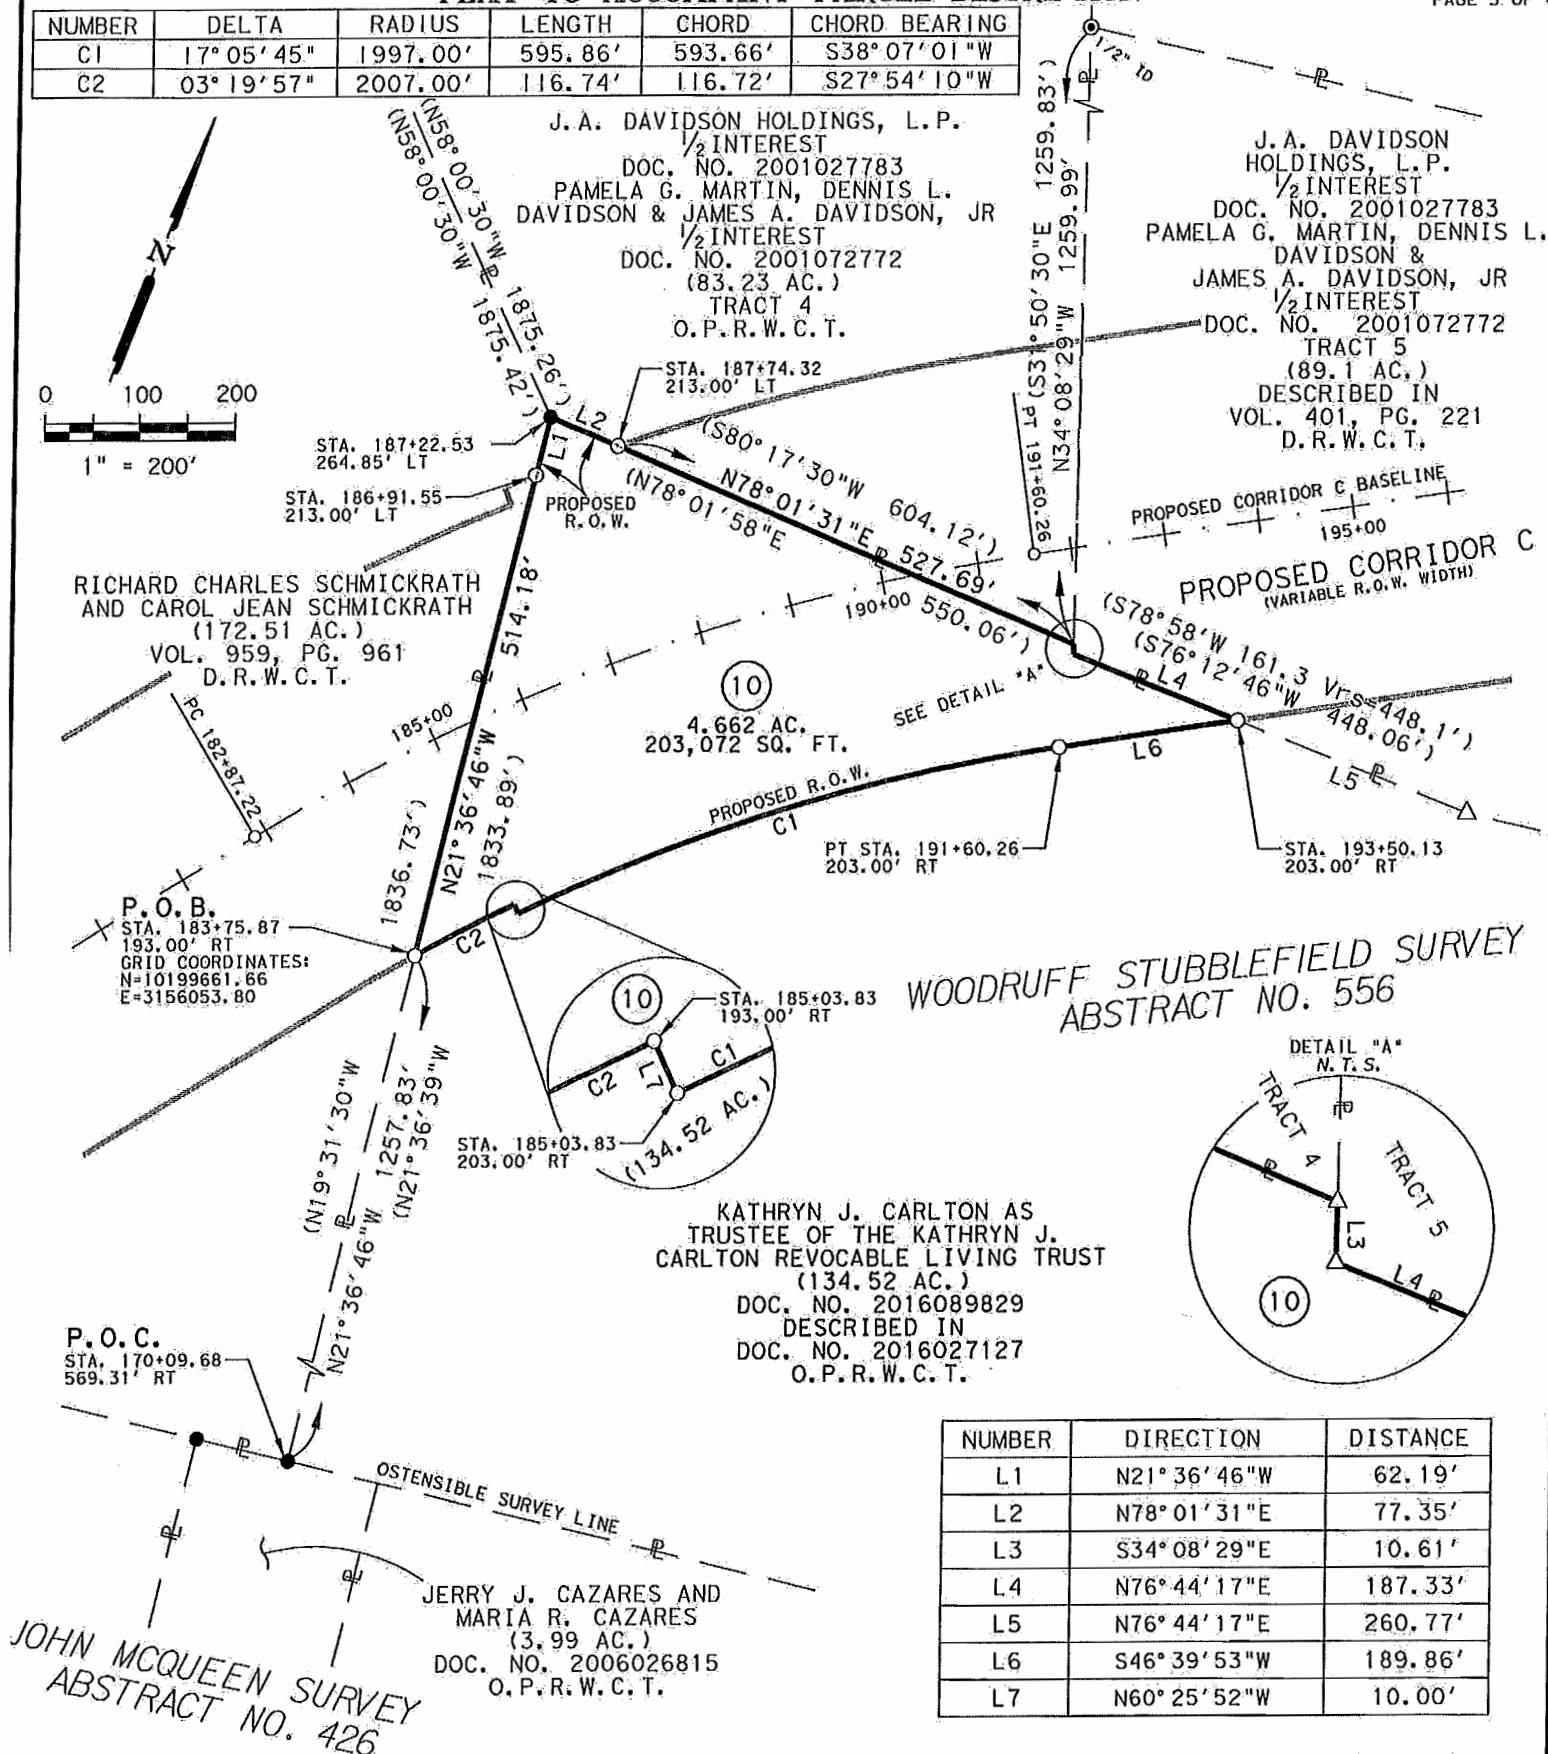 NUMBER DELTA RADIUS LENGTH CHORD CHORD BEARING
C1 17°05'45" 1997.00' 595.86' 593.66' S38°07'01"W
C2 03°19'57" 2007.00' 116.74' 116.72' S27°54'10"W
1/2" ID
J.A. DAVIDSON HOLDINGS, L.P.
1/2 INTEREST
DOC. NO. 2001027783
PAMELA G. MARTIN, DENNIS L.
DAVIDSON & JAMES A. DAVIDSON, JR
1/2 INTEREST
DOC. NO. 2001072772
(83.23 AC.)
TRACT 4
O.P.R.W.C.T.
J.A. DAVIDSON
HOLDINGS, L.P.
1/2 INTEREST
DOC. NO. 2001027783
PAMELA G. MARTIN, DENNIS L.
DAVIDSON &
JAMES A. DAVIDSON, JR
1/2 INTEREST
DOC. NO. 2001072772
TRACT 5
(89.1 AC.)
DESCRIBED IN
VOL. 401, PG. 221
D.R.W.C.T.
(N58°00'30"W 1875.26')
(N58°00'30"W 1875.42')
(S31°50'30"E 1259.83')
N34°08'29"W 1259.99'
N
0 100 200
1" = 200'
STA. 187+74.32
213.00' LT
STA. 187+22.53
264.85' LT
STA. 186+91.55
213.00' LT
L1
L2
PROPOSED
R.O.W.
(S80°17'30"W 604.12')
N78°01'31"E 527.69'
(N78°01'58"E 550.06')
PT 191+60.26
PROPOSED CORRIDOR C BASELINE
195+00
190+00
185+00
PROPOSED CORRIDOR C
(VARIABLE R.O.W. WIDTH)
RICHARD CHARLES SCHMICKRATH
AND CAROL JEAN SCHMICKRATH
(172.51 AC.)
VOL. 959, PG. 961
D.R.W.C.T.
PC 182+87.22
514.18'
N21°36'46"W
1836.73')
1833.89')
10
4.662 AC.
203,072 SQ. FT.
SEE DETAIL "A"
(S78°58'W 161.3 Vrs=448.1')
(S76°12'46"W 448.06')
L4
L5
L6
PROPOSED R.O.W.
C1
C2
PT STA. 191+60.26
203.00' RT
STA. 193+50.13
203.00' RT
P.O.B.
STA. 183+75.87
193.00' RT
GRID COORDINATES:
N=10199661.66
E=3156053.80
WOODRUFF STUBBLEFIELD SURVEY
ABSTRACT NO. 556
10
STA. 185+03.83
193.00' RT
C2
L7
C1
STA. 185+03.83
203.00' RT
(134.52 AC.)
(N19°31'30"W
N21°36'46"W 1257.83'
(N21°36'39"W
DETAIL "A"
N.T.S.
TRACT 4
TRACT 5
L3
L4
10
KATHRYN J. CARLTON AS
TRUSTEE OF THE KATHRYN J.
CARLTON REVOCABLE LIVING TRUST
(134.52 AC.)
DOC. NO. 2016089829
DESCRIBED IN
DOC. NO. 2016027127
O.P.R.W.C.T.
P.O.C.
STA. 170+09.68
569.31' RT
OSTENSIBLE SURVEY LINE
JERRY J. CAZARES AND
MARIA R. CAZARES
(3.99 AC.)
DOC. NO. 2006026815
O.P.R.W.C.T.
JOHN MCQUEEN SURVEY
ABSTRACT NO. 426
NUMBER DIRECTION DISTANCE
L1 N21°36'46"W 62.19'
L2 N78°01'31"E 77.35'
L3 S34°08'29"E 10.61'
L4 N76°44'17"E 187.33'
L5 N76°44'17"E 260.77'
L6 S46°39'53"W 189.86'
L7 N60°25'52"W 10.00'